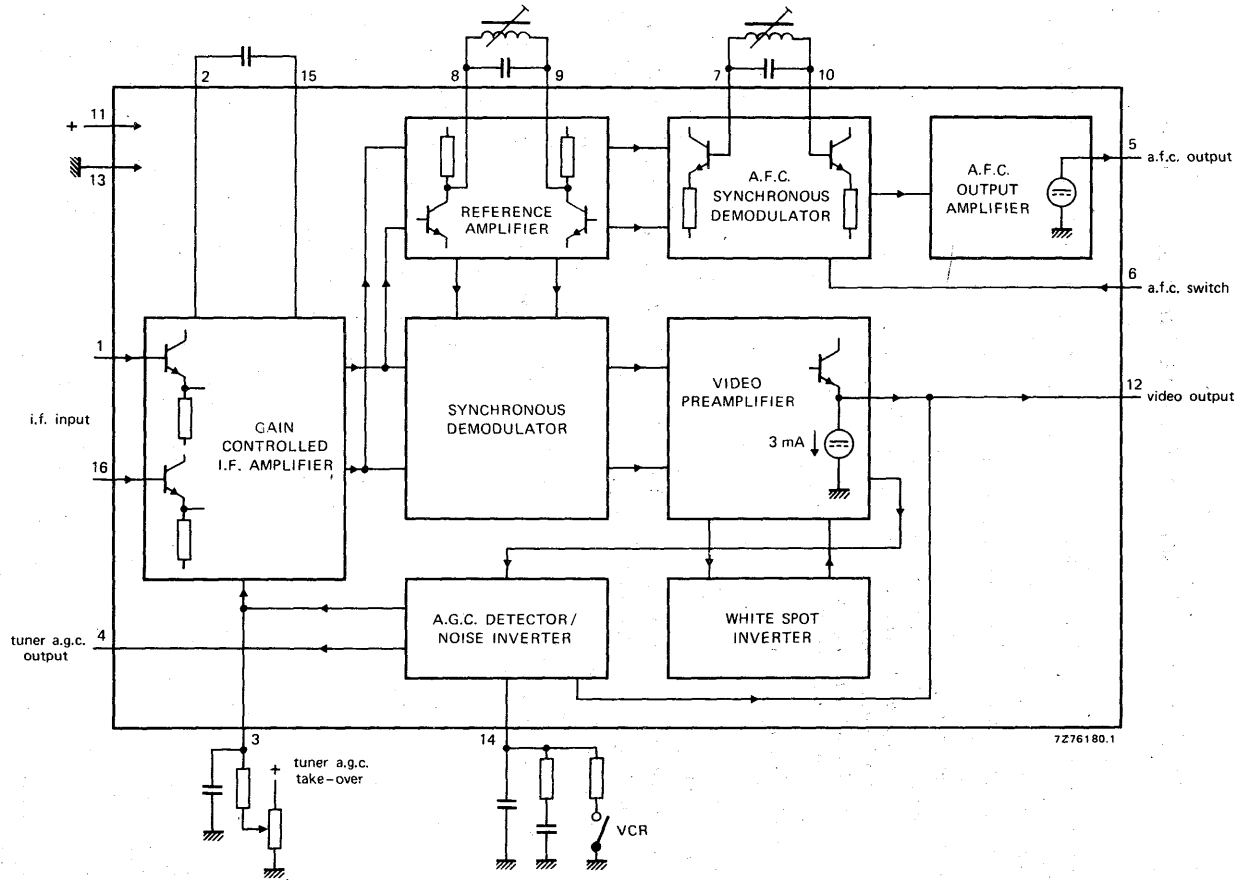 2
15
8
9
7
10
+
11
13
REFERENCE
AMPLIFIER
A.F.C.
SYNCHRONOUS
DEMODULATOR
A.F.C.
OUTPUT
AMPLIFIER
5
a.f.c. output
6
a.f.c. switch
1
i.f. input
16
GAIN
CONTROLLED
I.F. AMPLIFIER
SYNCHRONOUS
DEMODULATOR
VIDEO
PREAMPLIFIER
3 mA
12
video output
tuner a.g.c.
output
4
A.G.C. DETECTOR/
NOISE INVERTER
WHITE SPOT
INVERTER
7Z76180.1
3
14
+
tuner a.g.c.
take-over
VCR